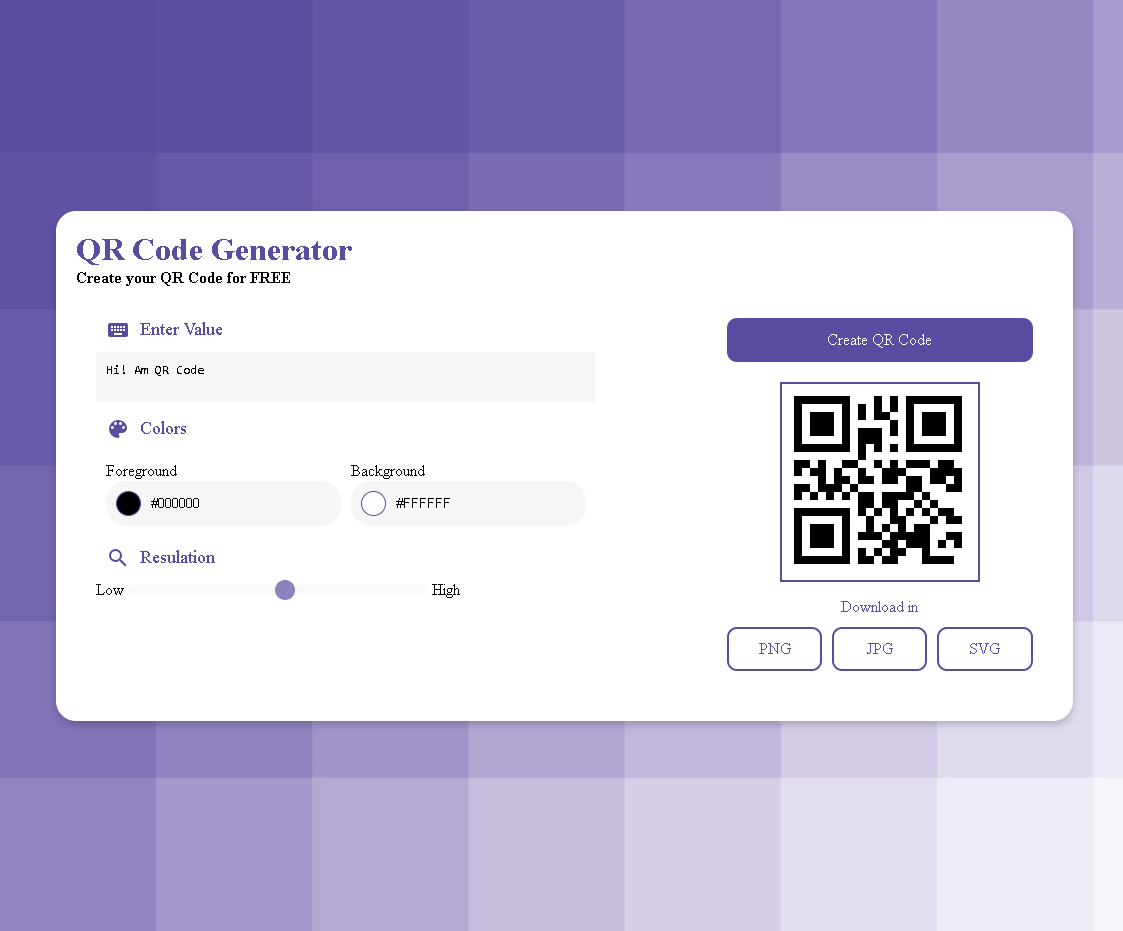 QR Code Generator
Create your QR Code for FREE
Enter Value
Hi! Am QR Code
Colors
Foreground
Background
#000000
#FFFFFF
Resulation
Low
High
Create QR Code
Download in
PNG
JPG
SVG